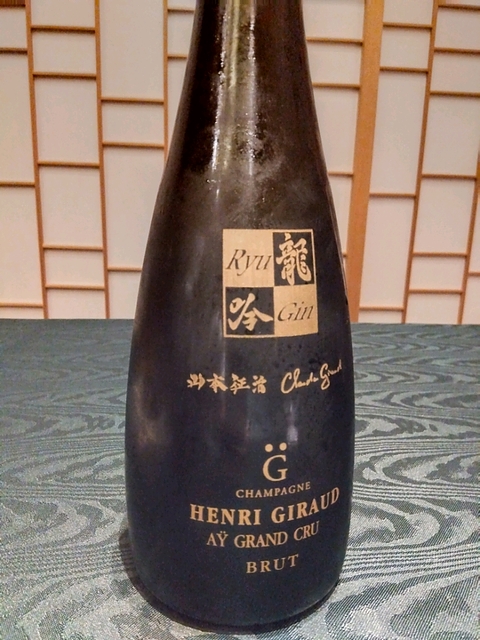 Ryu 龍
吟 Gin
山本征治 Claude Giraud
G
CHAMPAGNE
HENRI GIRAUD
AŸ GRAND CRU
BRUT